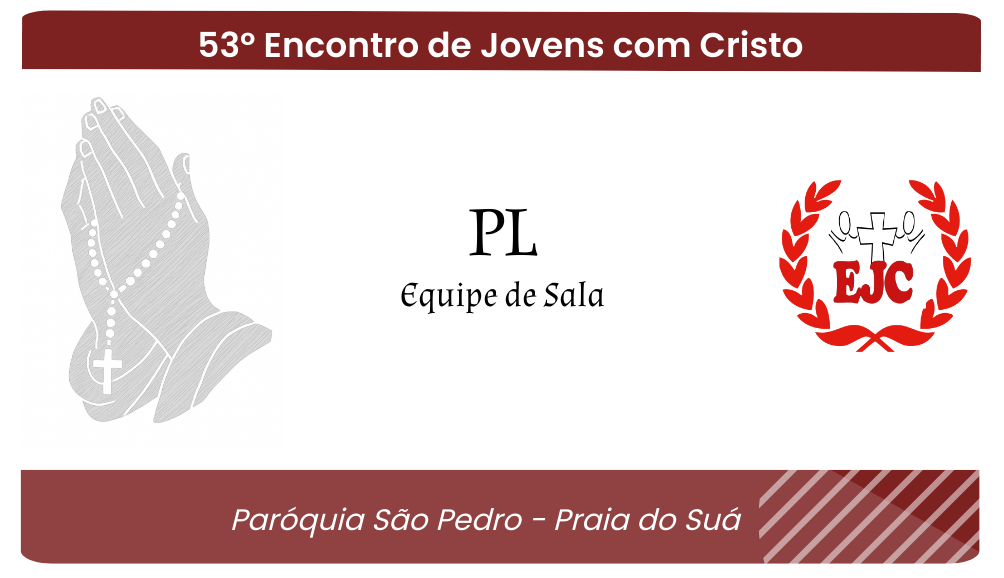 53º Encontro de Jovens com Cristo
PL
Equipe de Sala
EJC
Paróquia São Pedro - Praia do Suá